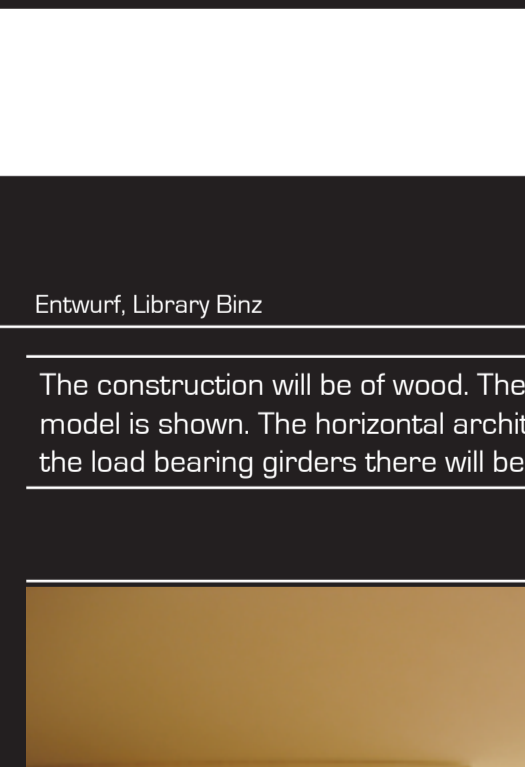 Entwurf, Library Binz
The construction will be of wood. The
model is shown. The horizontal archit
the load bearing girders there will be